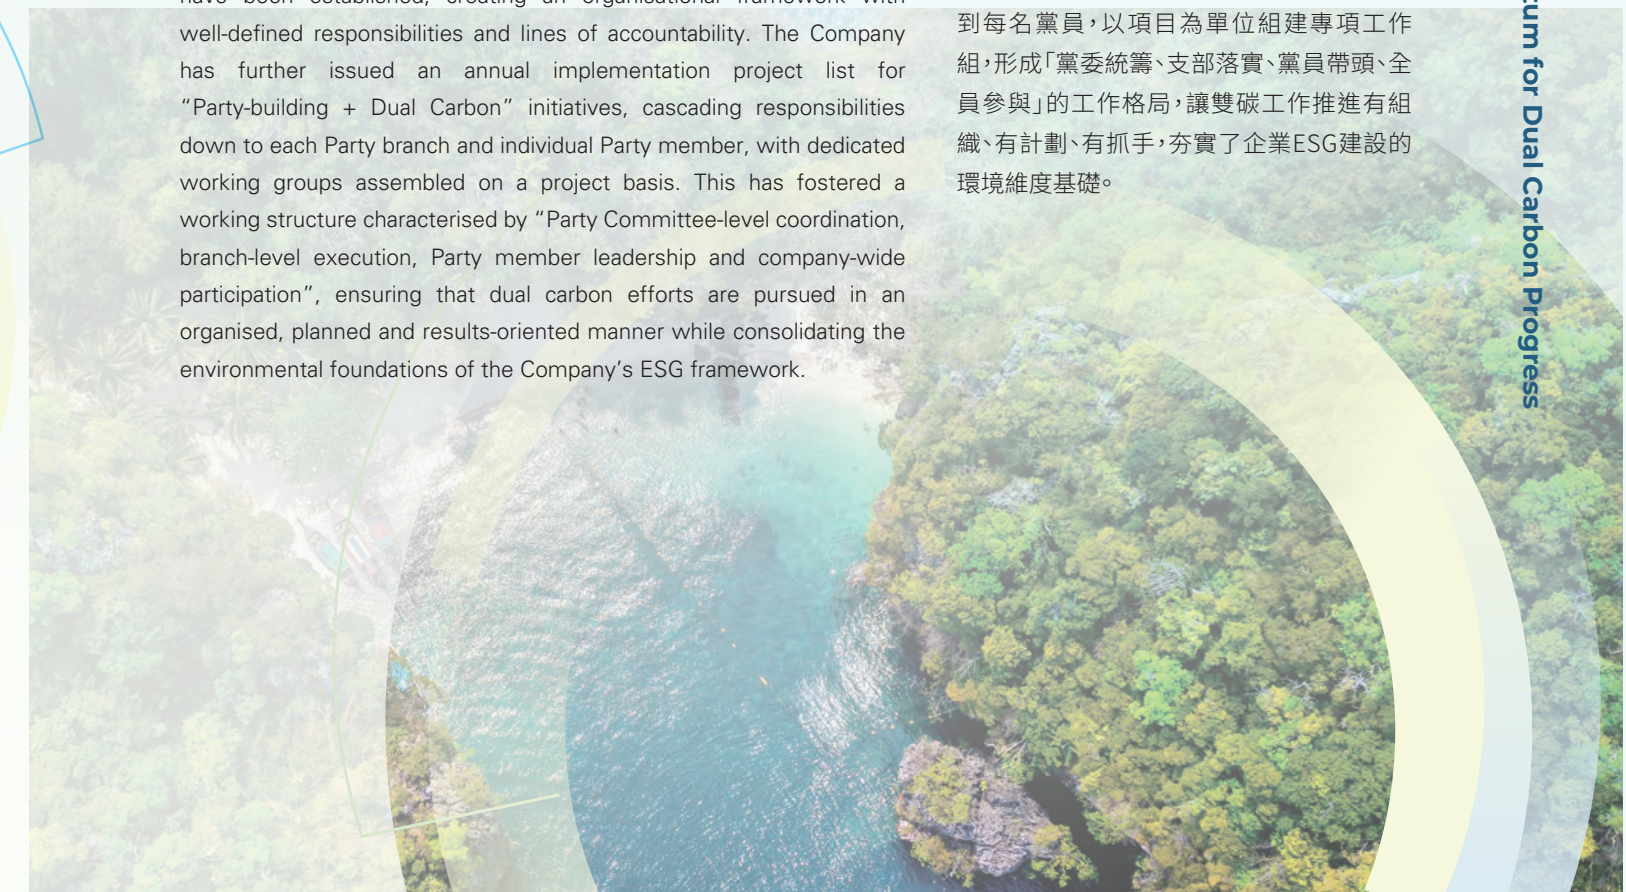 have been established, creating an organisational framework with
well-defined responsibilities and lines of accountability. The Company
has further issued an annual implementation project list for
“Party-building + Dual Carbon” initiatives, cascading responsibilities
down to each Party branch and individual Party member, with dedicated
working groups assembled on a project basis. This has fostered a
working structure characterised by “Party Committee-level coordination,
branch-level execution, Party member leadership and company-wide
participation”, ensuring that dual carbon efforts are pursued in an
organised, planned and results-oriented manner while consolidating the
environmental foundations of the Company’s ESG framework.
到每名黨員，以項目為單位組建專項工作
組，形成「黨委統籌、支部落實、黨員帶頭、全
員參與」的工作格局，讓雙碳工作推進有組
織、有計劃、有抓手，夯實了企業ESG建設的
環境維度基礎。
for Dual Carbon Progress